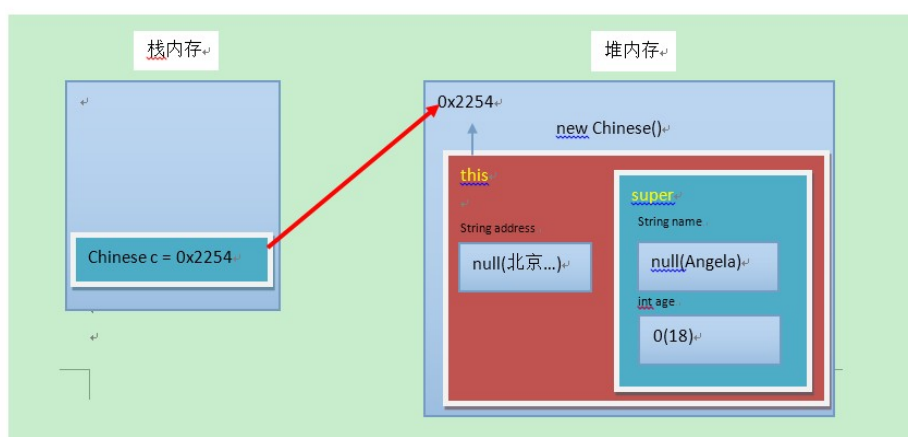 栈内存
堆内存
0x2254
new Chinese()
this
super
String address
String name
null(北京...)
null(Angela)
int age
0(18)
Chinese c = 0x2254